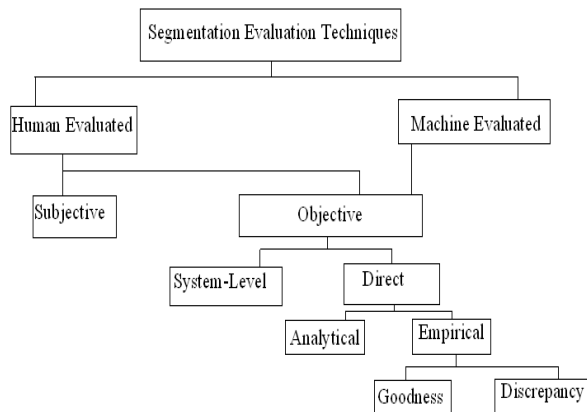 Segmentation Evaluation Techniques
Human Evaluated
Machine Evaluated
Subjective
Objective
System-Level
Direct
Analytical
Empirical
Goodness
Discrepancy